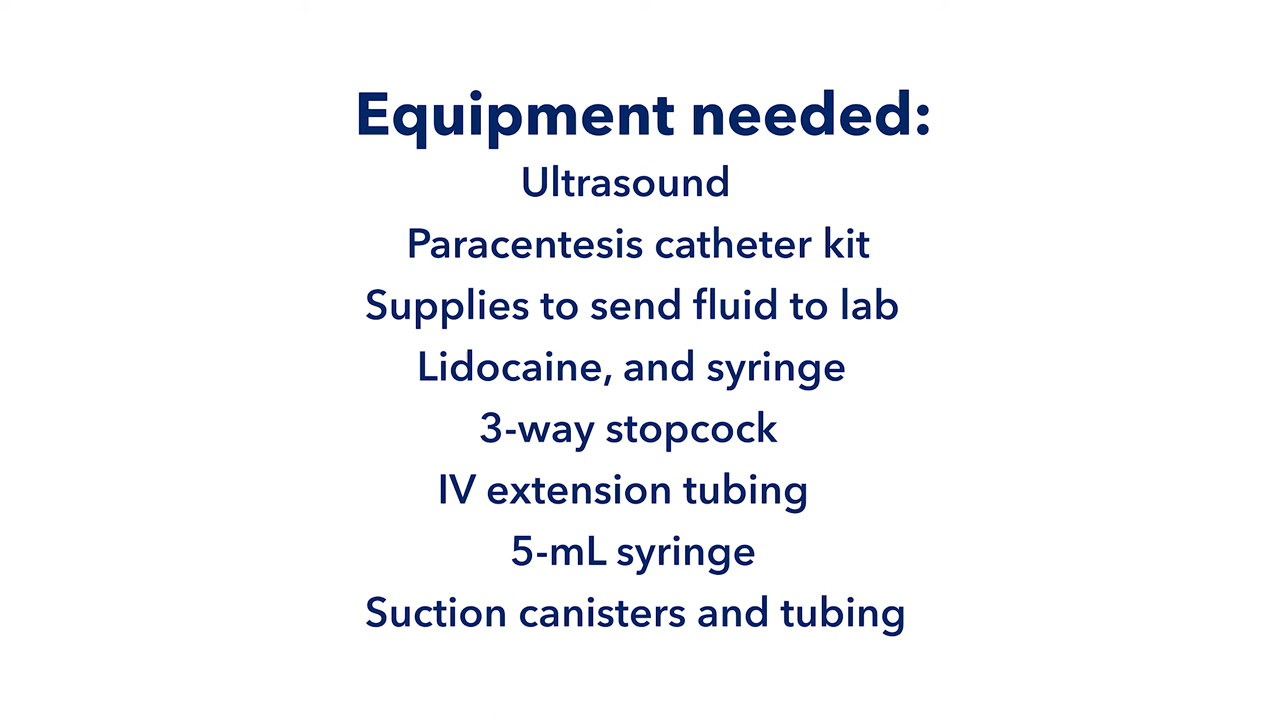 Equipment needed:
Ultrasound
Paracentesis catheter kit
Supplies to send fluid to lab
Lidocaine, and syringe
3-way stopcock
IV extension tubing
5-mL syringe
Suction canisters and tubing